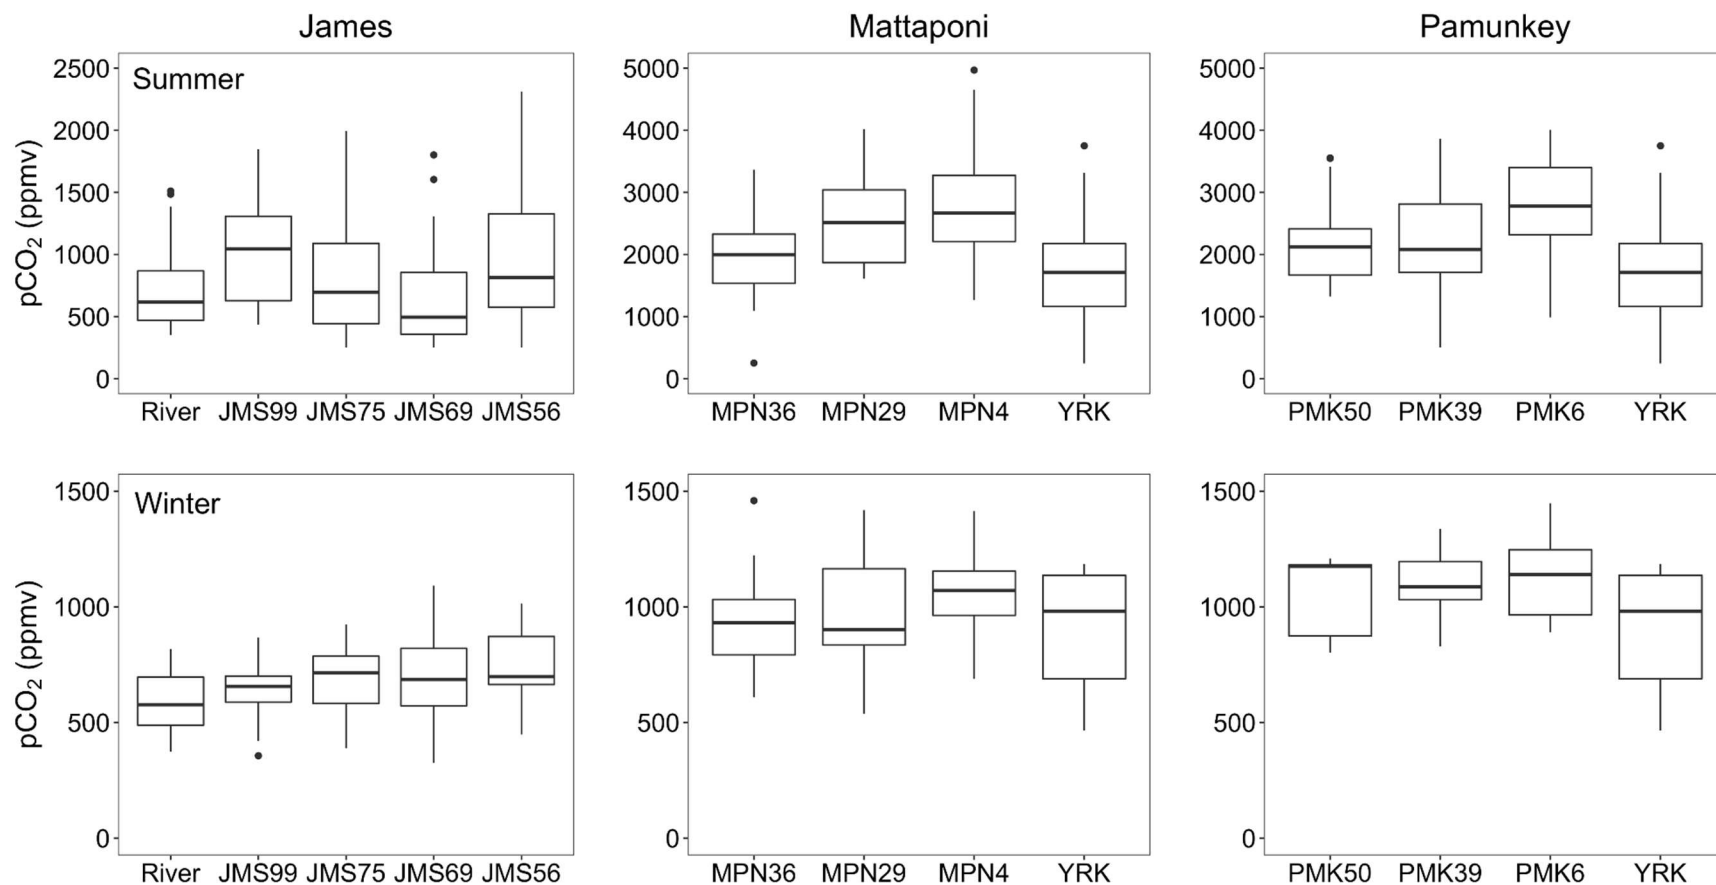 James Mattaponi Pamunkey
Summer
pCO₂ (ppmv)
2500
2000
1500
1000
500
0
River JMS99 JMS75 JMS69 JMS56
5000
4000
3000
2000
1000
0
MPN36 MPN29 MPN4 YRK
5000
4000
3000
2000
1000
0
PMK50 PMK39 PMK6 YRK
Winter
pCO₂ (ppmv)
1500
1000
500
0
River JMS99 JMS75 JMS69 JMS56
1500
1000
500
0
MPN36 MPN29 MPN4 YRK
1500
1000
500
0
PMK50 PMK39 PMK6 YRK